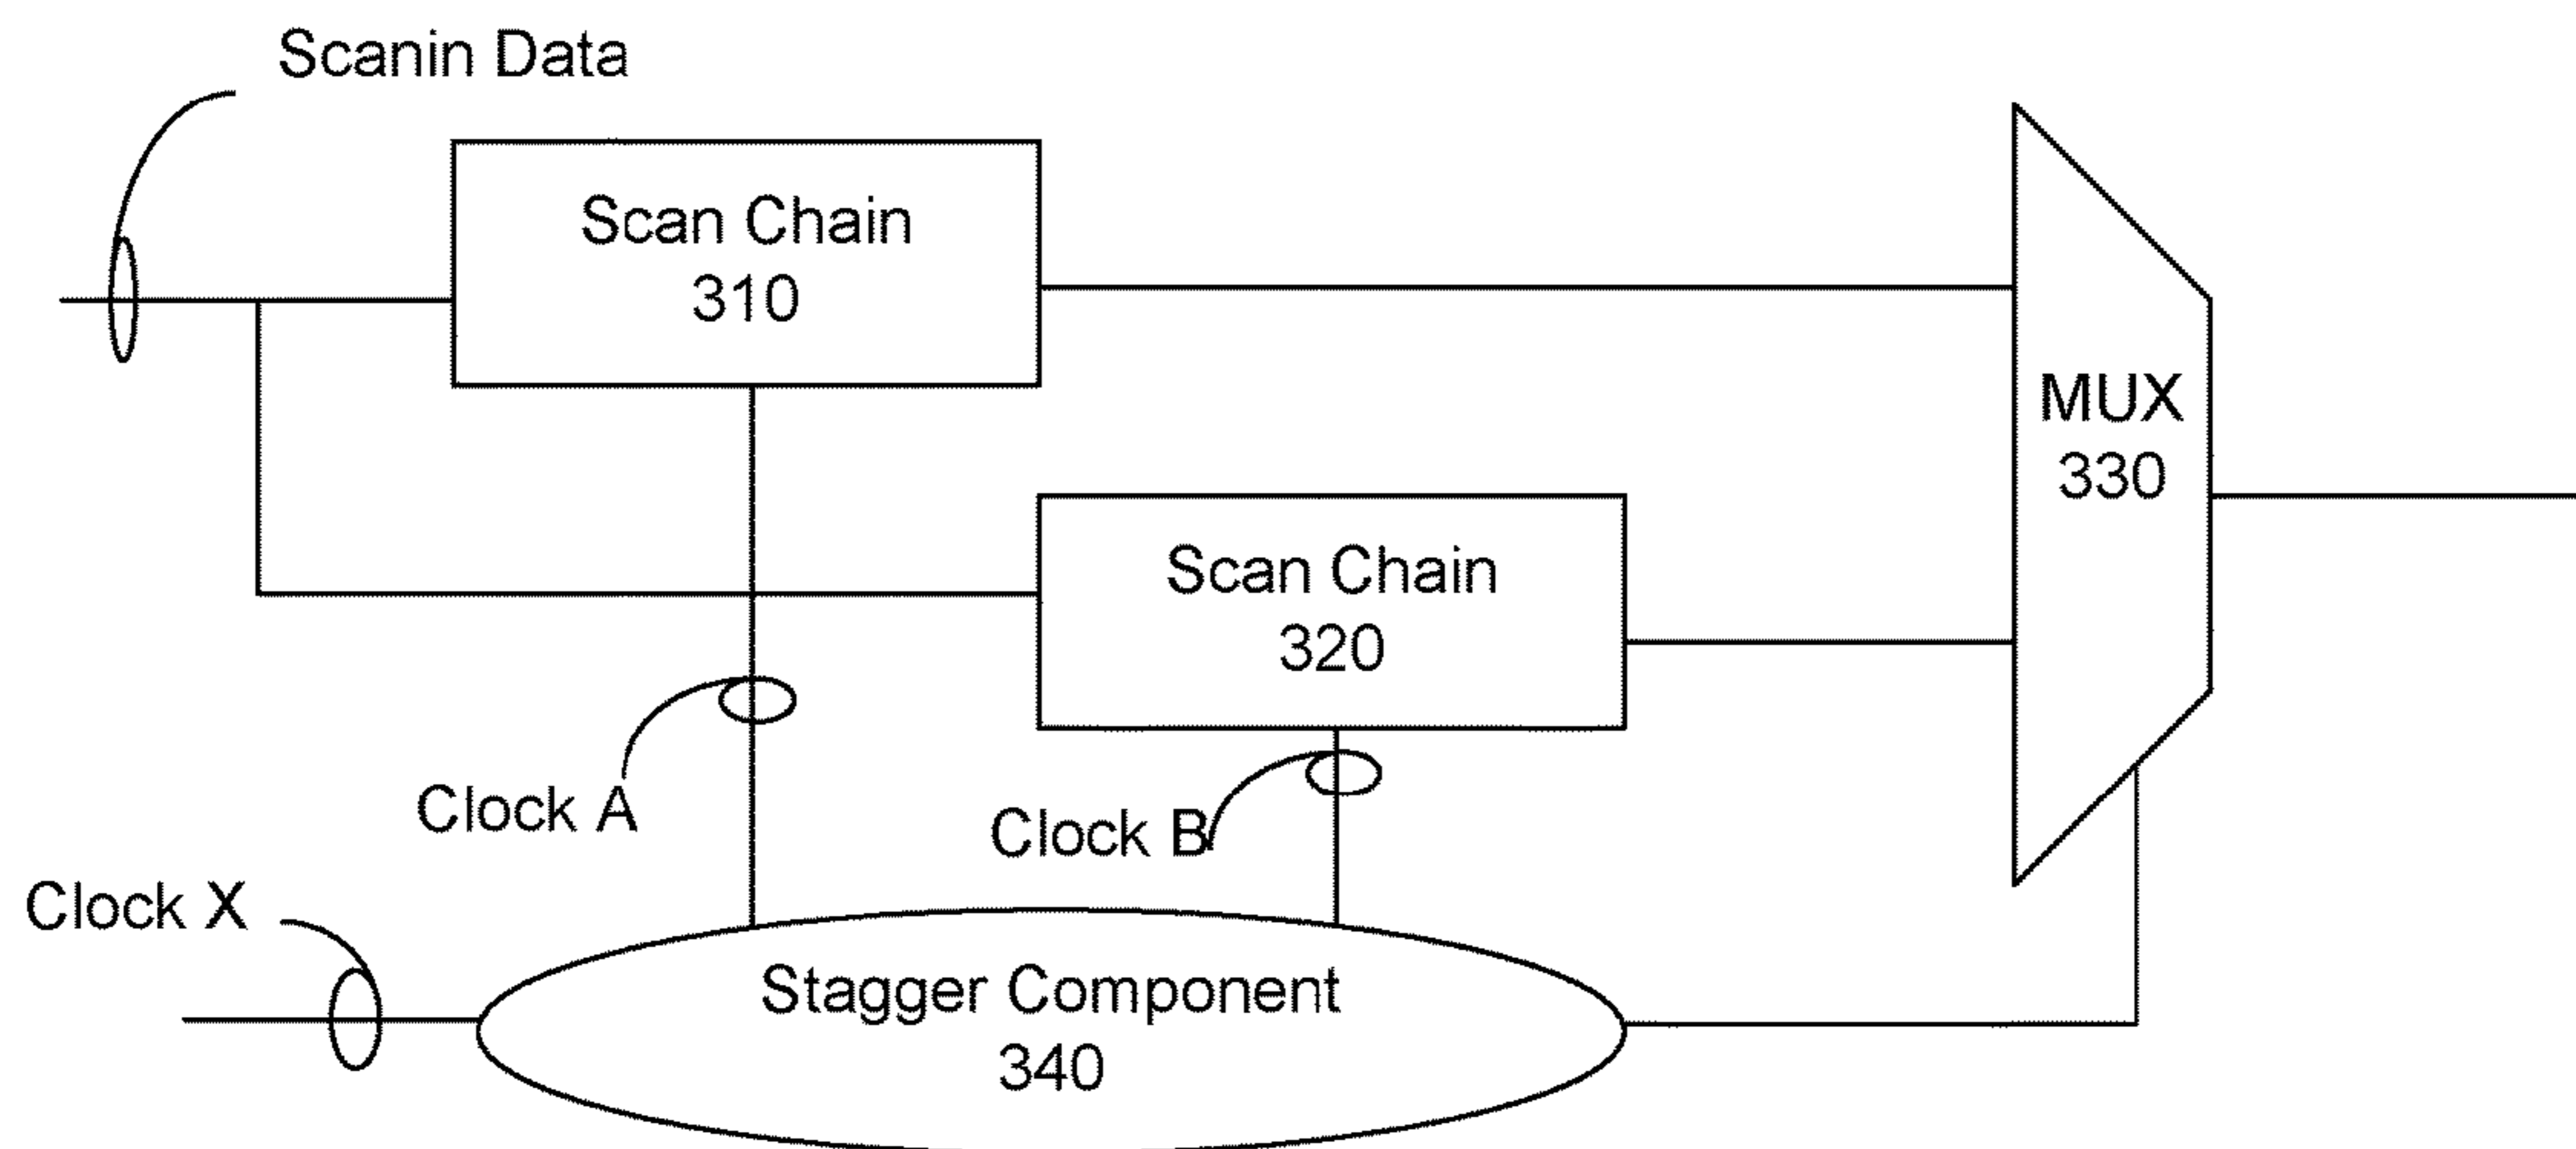 Scanin Data
Scan Chain
310
MUX
330
Scan Chain
320
Clock A
Clock B
Clock X
Stagger Component
340